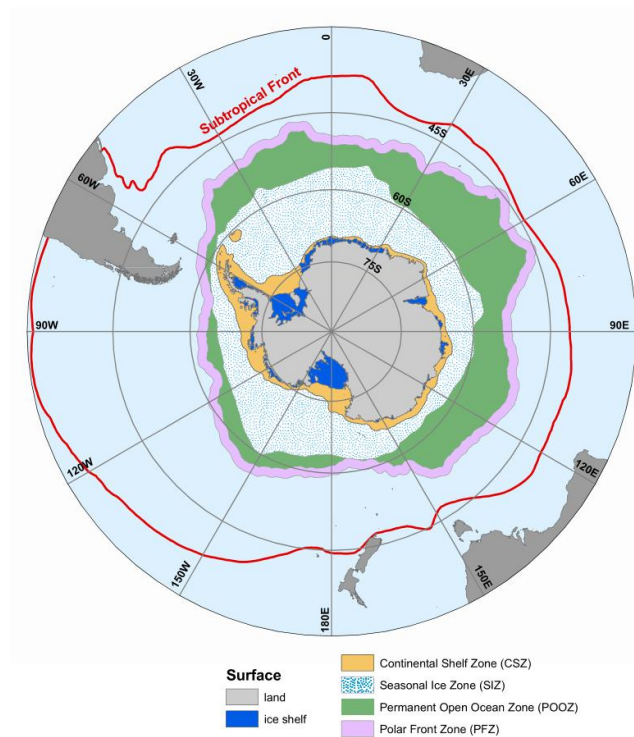 0
30W
30E
Subtropical Front
45S
60W
60E
60S
75S
90W
90E
120W
120E
150W
150E
180E
Surface
land
ice shelf
Continental Shelf Zone (CSZ)
Seasonal Ice Zone (SIZ)
Permanent Open Ocean Zone (POOZ)
Polar Front Zone (PFZ)